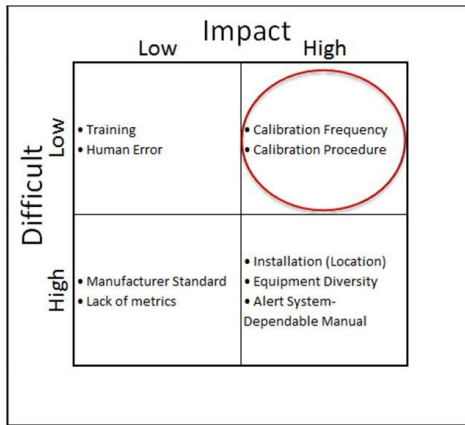 Impact
Low High
Difficult
Low
• Training
• Human Error
• Calibration Frequency
• Calibration Procedure
High
• Manufacturer Standard
• Lack of metrics
• Installation (Location)
• Equipment Diversity
• Alert System-
Dependable Manual